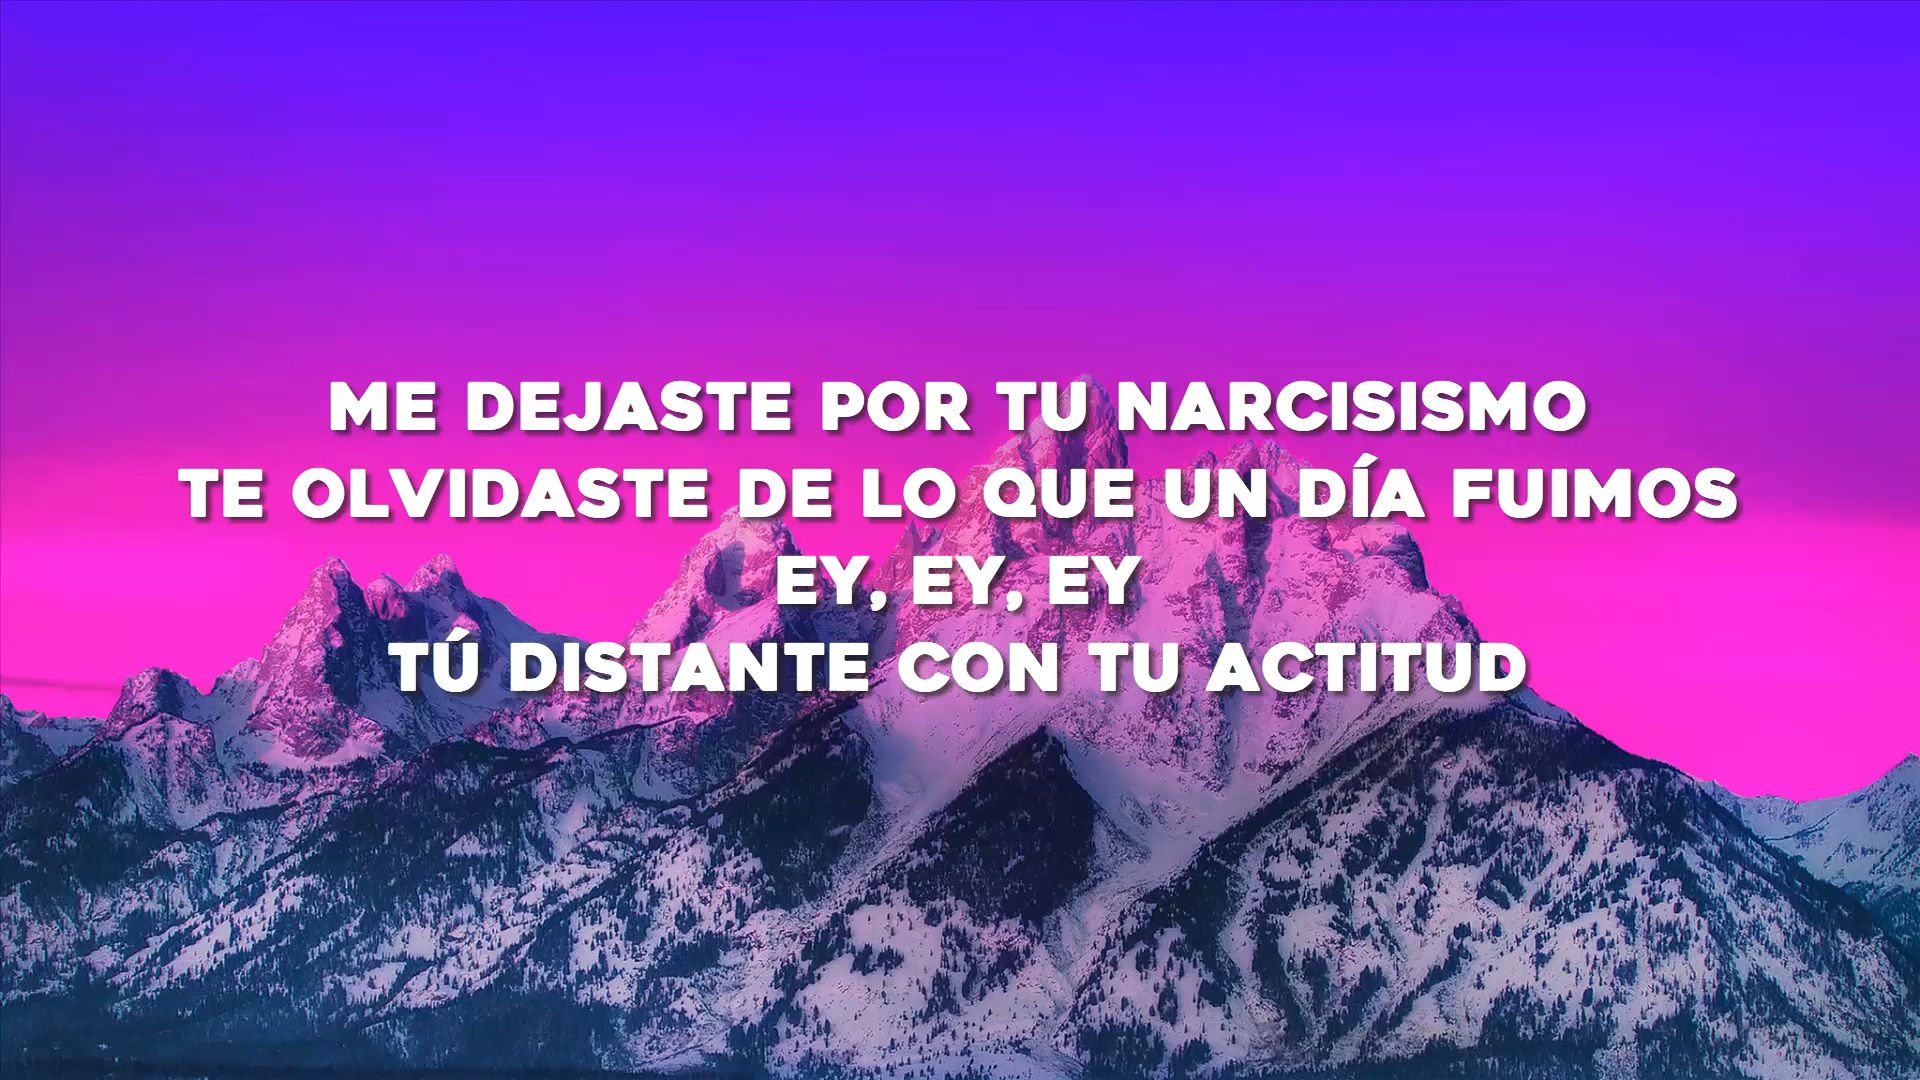 ME DEJASTE POR TU NARCISISMO
TE OLVIDASTE DE LO QUE UN DÍA FUIMOS
EY, EY, EY
TÚ DISTANTE CON TU ACTITUD